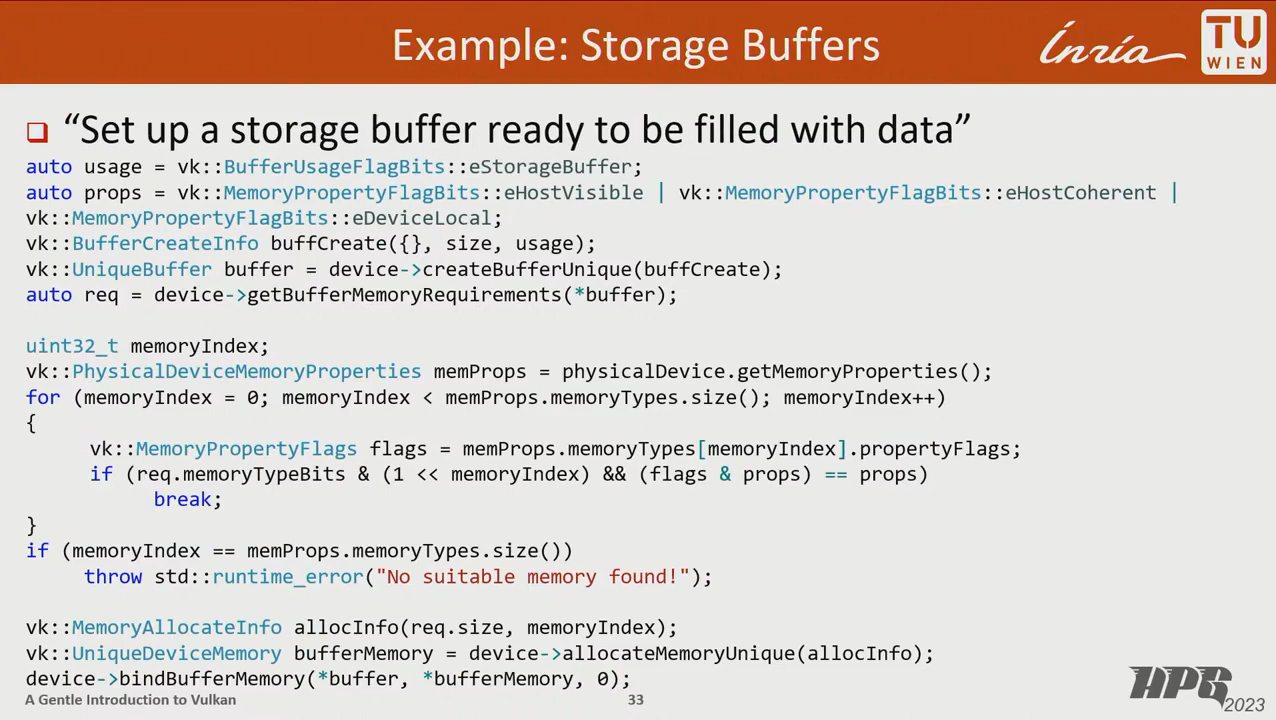 Example: Storage Buffers
Inria
TU
WIEN
“Set up a storage buffer ready to be filled with data”
auto usage = vk::BufferUsageFlagBits::eStorageBuffer;
auto props = vk::MemoryPropertyFlagBits::eHostVisible | vk::MemoryPropertyFlagBits::eHostCoherent |
vk::MemoryPropertyFlagBits::eDeviceLocal;
vk::BufferCreateInfo buffCreate({}, size, usage);
vk::UniqueBuffer buffer = device->createBufferUnique(buffCreate);
auto req = device->getBufferMemoryRequirements(*buffer);
uint32_t memoryIndex;
vk::PhysicalDeviceMemoryProperties memProps = physicalDevice.getMemoryProperties();
for (memoryIndex = 0; memoryIndex < memProps.memoryTypes.size(); memoryIndex++)
{
vk::MemoryPropertyFlags flags = memProps.memoryTypes[memoryIndex].propertyFlags;
if (req.memoryTypeBits & (1 << memoryIndex) && (flags & props) == props)
break;
}
if (memoryIndex == memProps.memoryTypes.size())
throw std::runtime_error("No suitable memory found!");
vk::MemoryAllocateInfo allocInfo(req.size, memoryIndex);
vk::UniqueDeviceMemory bufferMemory = device->allocateMemoryUnique(allocInfo);
device->bindBufferMemory(*buffer, *bufferMemory, 0);
A Gentle Introduction to Vulkan
33
HPG
2023